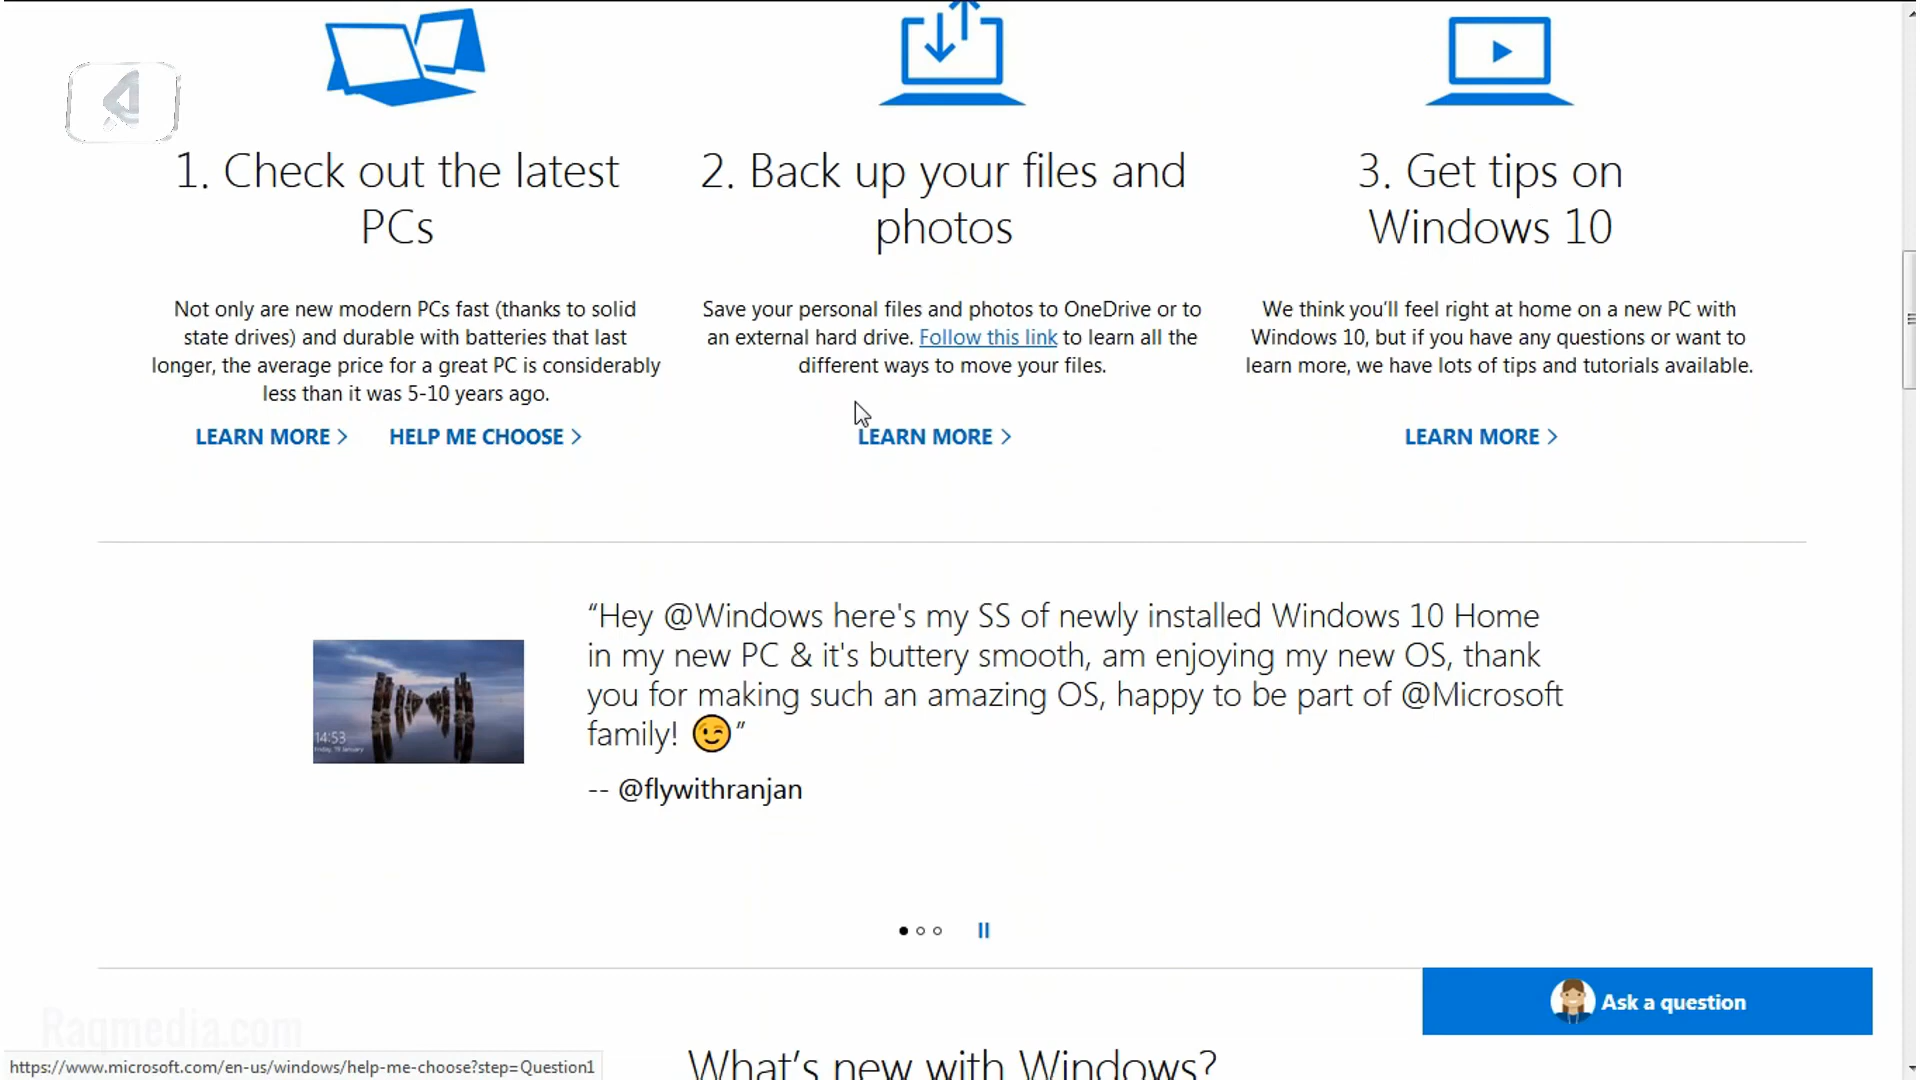 1. Check out the latest
PCs
Not only are new modern PCs fast (thanks to solid
state drives) and durable with batteries that last
longer, the average price for a great PC is considerably
less than it was 5-10 years ago.
LEARN MORE >
HELP ME CHOOSE >
2. Back up your files and
photos
Save your personal files and photos to OneDrive or to
an external hard drive. Follow this link to learn all the
different ways to move your files.
LEARN MORE >
3. Get tips on
Windows 10
We think you’ll feel right at home on a new PC with
Windows 10, but if you have any questions or want to
learn more, we have lots of tips and tutorials available.
LEARN MORE >
14:53
Friday, 18 January
“Hey @Windows here's my SS of newly installed Windows 10 Home
in my new PC & it's buttery smooth, am enjoying my new OS, thank
you for making such an amazing OS, happy to be part of @Microsoft
family! 😉”
-- @flywithranjan
Ask a question
Raqmedia.com
https://www.microsoft.com/en-us/windows/help-me-choose?step=Question1
What’s new with Windows?